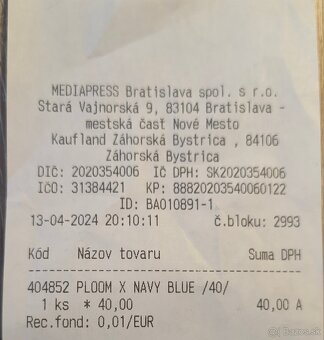 MEDIAPRESS Bratislava spol. s r.o.
Stará Vajnorská 9, 83104 Bratislava -
mestská časť Nové Mesto
Kaufland Záhorská Bystrica , 84106
Záhorská Bystrica
DIČ: 2020354006 IČ DPH: SK2020354006
IČO: 31384421 KP: 88820203540060122
ID: BA010891-1
13-04-2024 20:10:11 č.bloku: 2993
Kód Názov tovaru Suma DPH
404852 PLOOM X NAVY BLUE /40/
1 ks * 40,00 40,00 A
Rec.fond: 0,01/EUR
bazos.sk